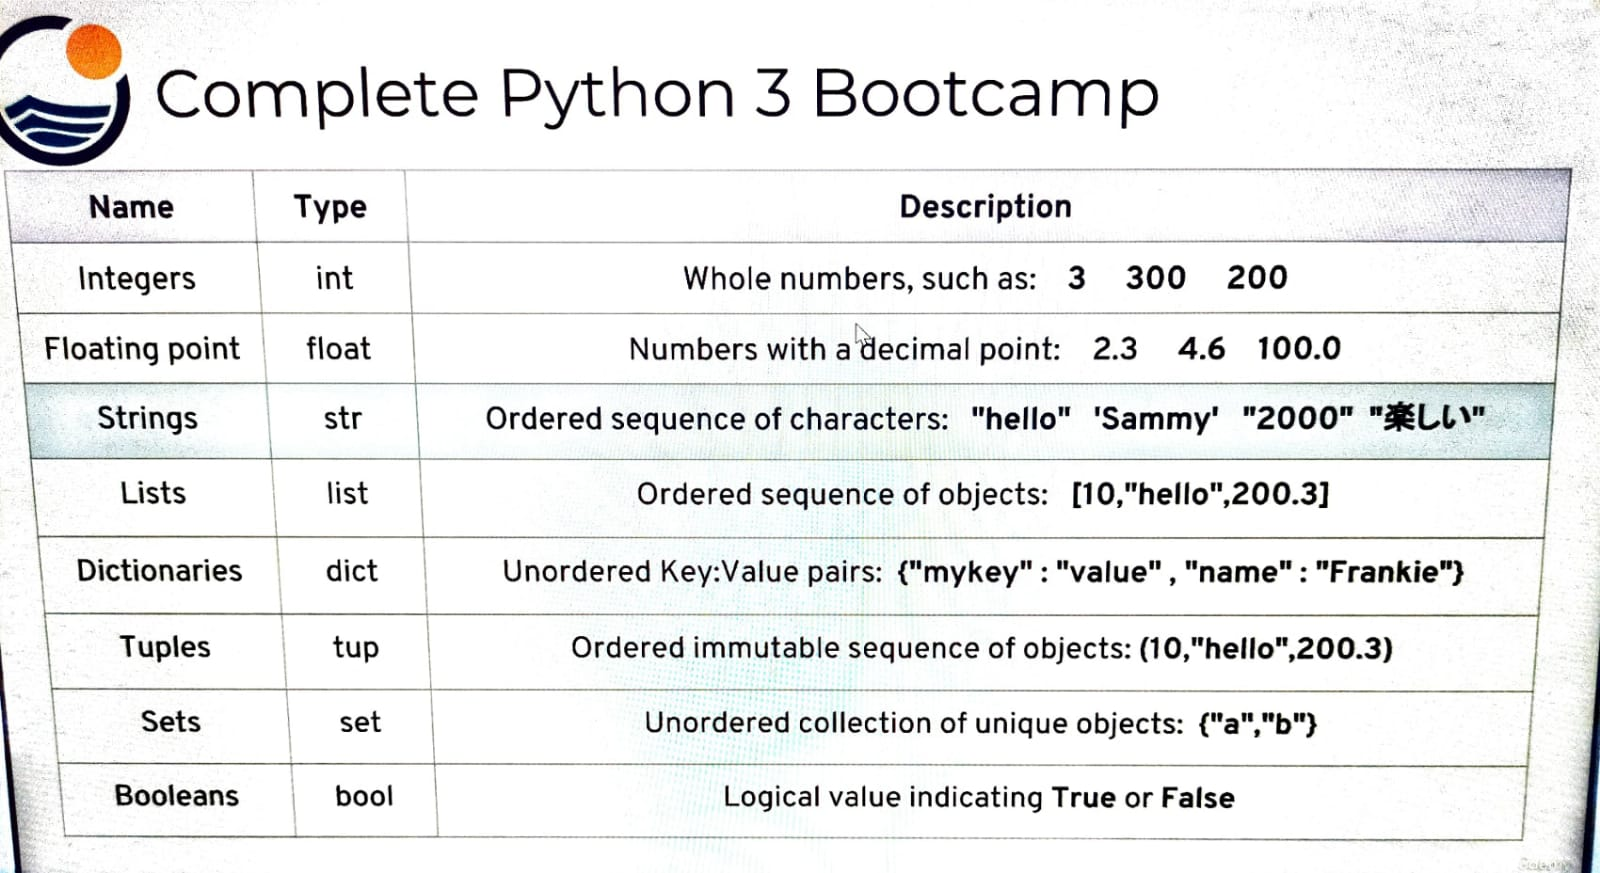 Complete Python 3 Bootcamp
Name Type Description
Integers int Whole numbers, such as: 3 300 200
Floating point float Numbers with a decimal point: 2.3 4.6 100.0
Strings str Ordered sequence of characters: "hello" 'Sammy' "2000" "楽しい"
Lists list Ordered sequence of objects: [10,"hello",200.3]
Dictionaries dict Unordered Key:Value pairs: {"mykey" : "value" , "name" : "Frankie"}
Tuples tup Ordered immutable sequence of objects: (10,"hello",200.3)
Sets set Unordered collection of unique objects: {"a","b"}
Booleans bool Logical value indicating True or False